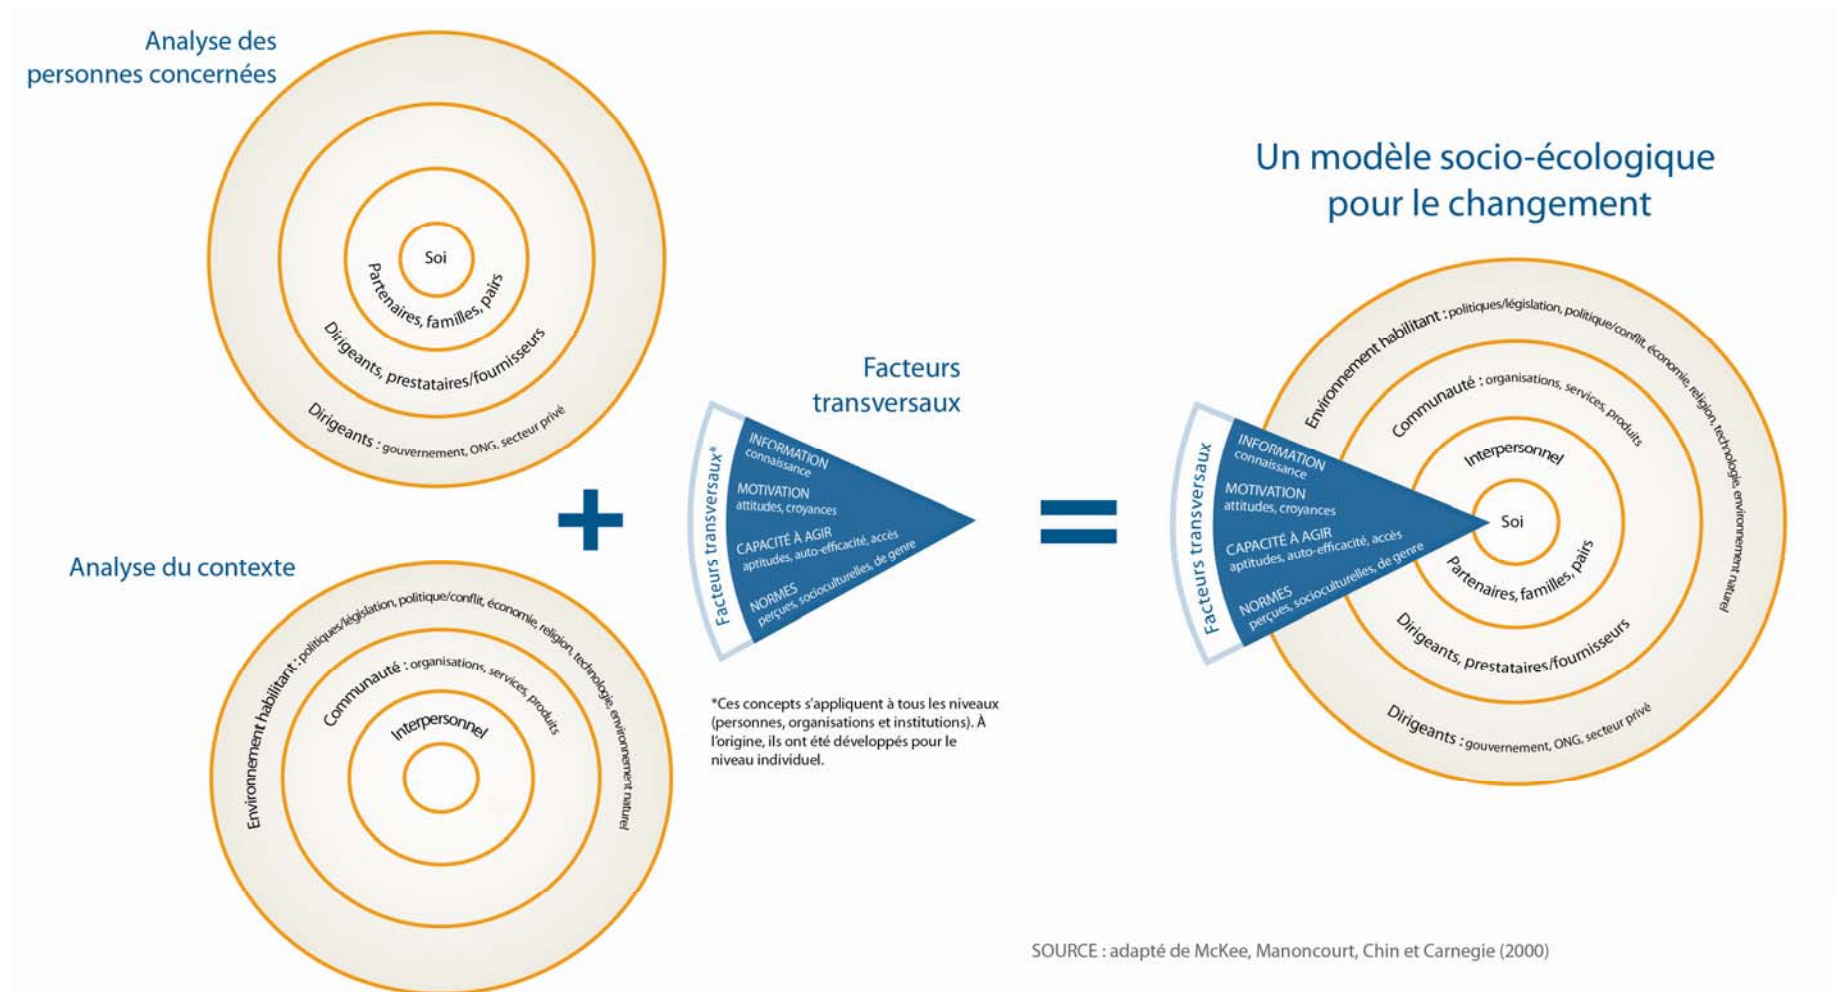 Analyse des
personnes concernées
Soi
Partenaires, familles, pairs
Dirigeants, prestataires/fournisseurs
Dirigeants : gouvernement, ONG, secteur privé
Analyse du contexte
Environnement habilitant : politiques/législation, politique/conflit, économie, religion, technologie, environnement naturel
Communauté : organisations, services, produits
Interpersonnel
+
Facteurs
transversaux
Facteurs transversaux*
INFORMATION
connaissance
MOTIVATION
attitudes, croyances
CAPACITÉ À AGIR
aptitudes, auto-efficacité, accès
NORMES
perçues, socioculturelles, de genre
*Ces concepts s'appliquent à tous les niveaux
(personnes, organisations et institutions). À
l'origine, ils ont été développés pour le
niveau individuel.
=
Un modèle socio-écologique
pour le changement
Environnement habilitant : politiques/législation, politique/conflit, économie, religion, technologie, environnement naturel
Communauté : organisations, services, produits
Interpersonnel
Soi
Partenaires, familles, pairs
Dirigeants, prestataires/fournisseurs
Dirigeants : gouvernement, ONG, secteur privé
Facteurs transversaux
INFORMATION
connaissance
MOTIVATION
attitudes, croyances
CAPACITÉ À AGIR
aptitudes, auto-efficacité, accès
NORMES
perçues, socioculturelles, de genre
SOURCE : adapté de McKee, Manoncourt, Chin et Carnegie (2000)